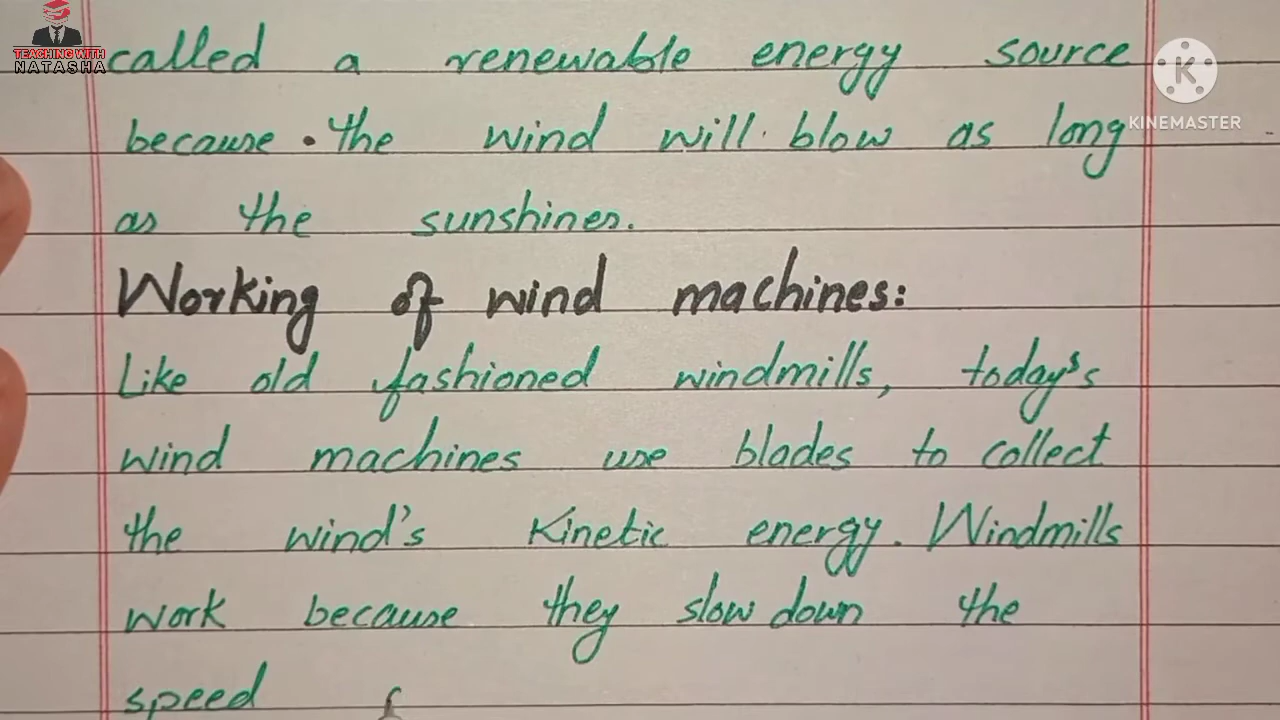 TEACHING WITH
NATASHA
called a renewable energy source
KINEMASTER
because the wind will blow as long
as the sunshines.
Working of wind machines:
Like old fashioned windmills, today's
wind machines use blades to collect
the wind's Kinetic energy. Windmills
work because they slow down the
speed